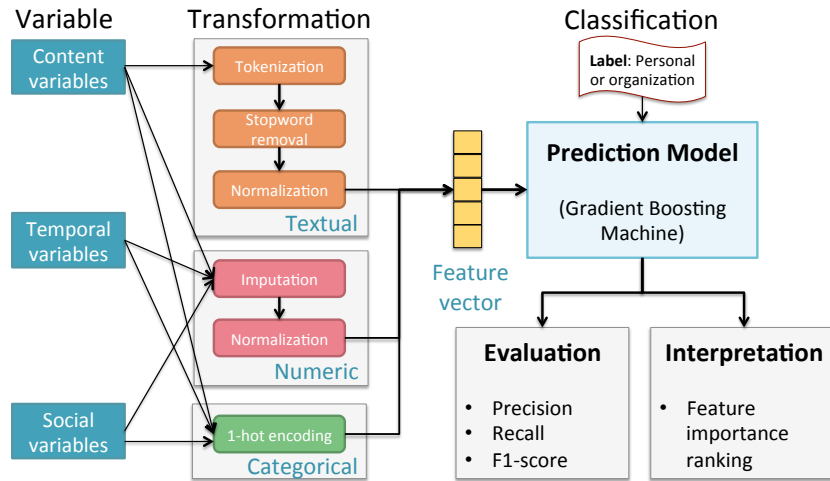 Variable
Transformation
Classification
Content
variables
Temporal
variables
Social
variables
Tokenization
Stopword
removal
Normalization
Textual
Imputation
Normalization
Numeric
1-hot encoding
Categorical
Feature
vector
Label: Personal
or organization
Prediction Model
(Gradient Boosting
Machine)
Evaluation
• Precision
• Recall
• F1-score
Interpretation
• Feature
importance
ranking